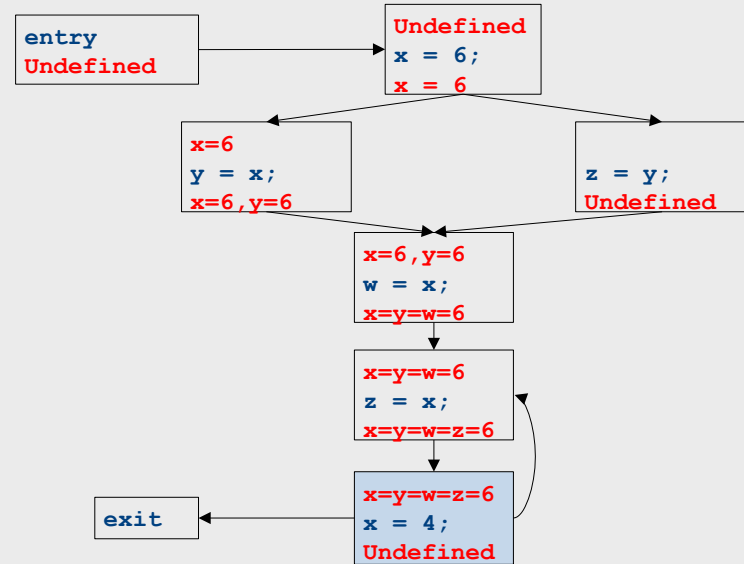 entry
Undefined
Undefined
x = 6;
x = 6
x=6
y = x;
x=6,y=6
z = y;
Undefined
x=6,y=6
w = x;
x=y=w=6
x=y=w=6
z = x;
x=y=w=z=6
x=y=w=z=6
x = 4;
Undefined
exit